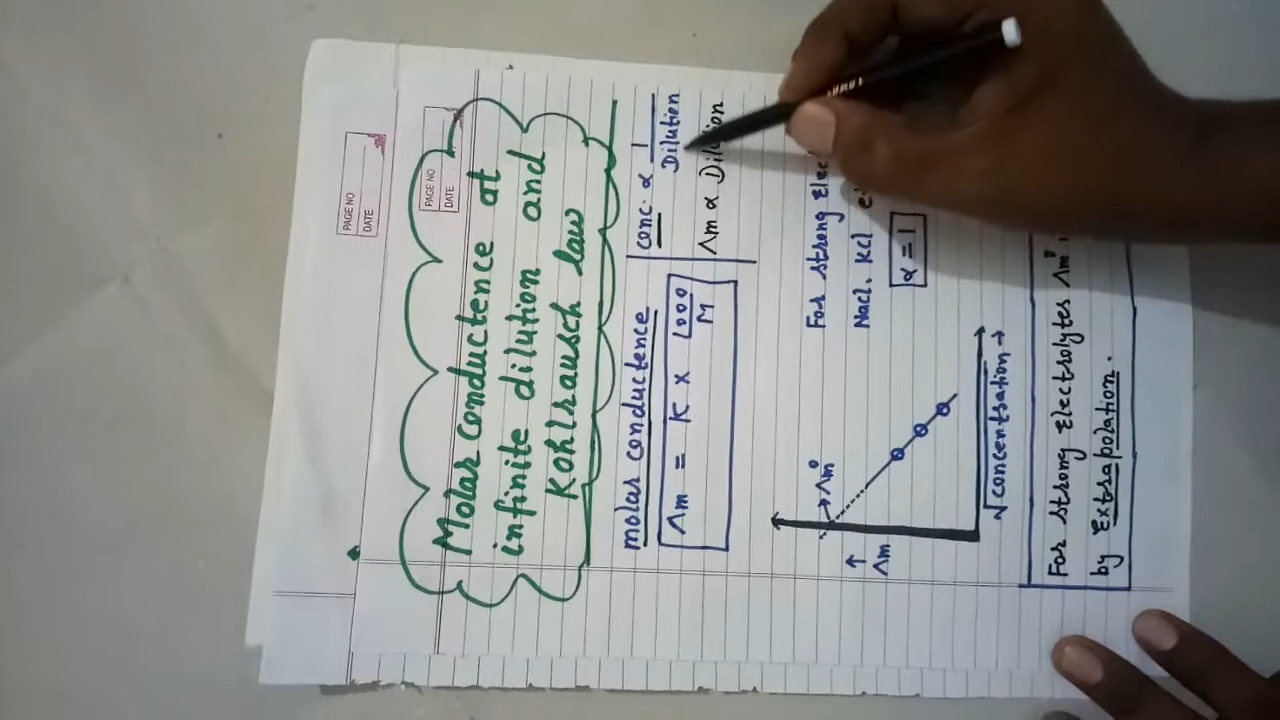 PAGE NO
DATE
PAGE NO
DATE
Molar conductence at
infinite dilution and
Kohlrausch law
molar conductence
Λm = K × 1000/M
conc. α 1/Dilution
Λm α Dilution
For strong
Nacl, Kcl
α = 1
Λm°
↑
Λm
√concentration →
For strong Electrolytes Λm°
by Extrapolation.